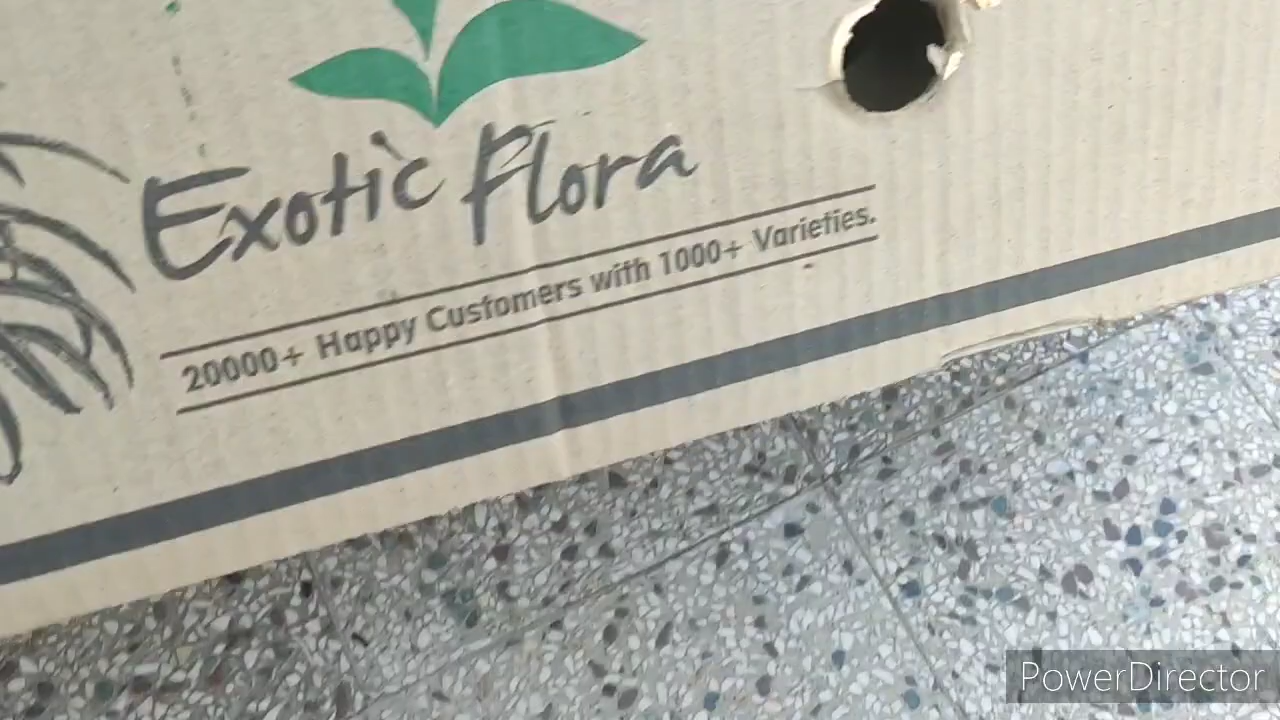 Exotic Flora
20000+ Happy Customers with 1000+ Varieties.
PowerDirector